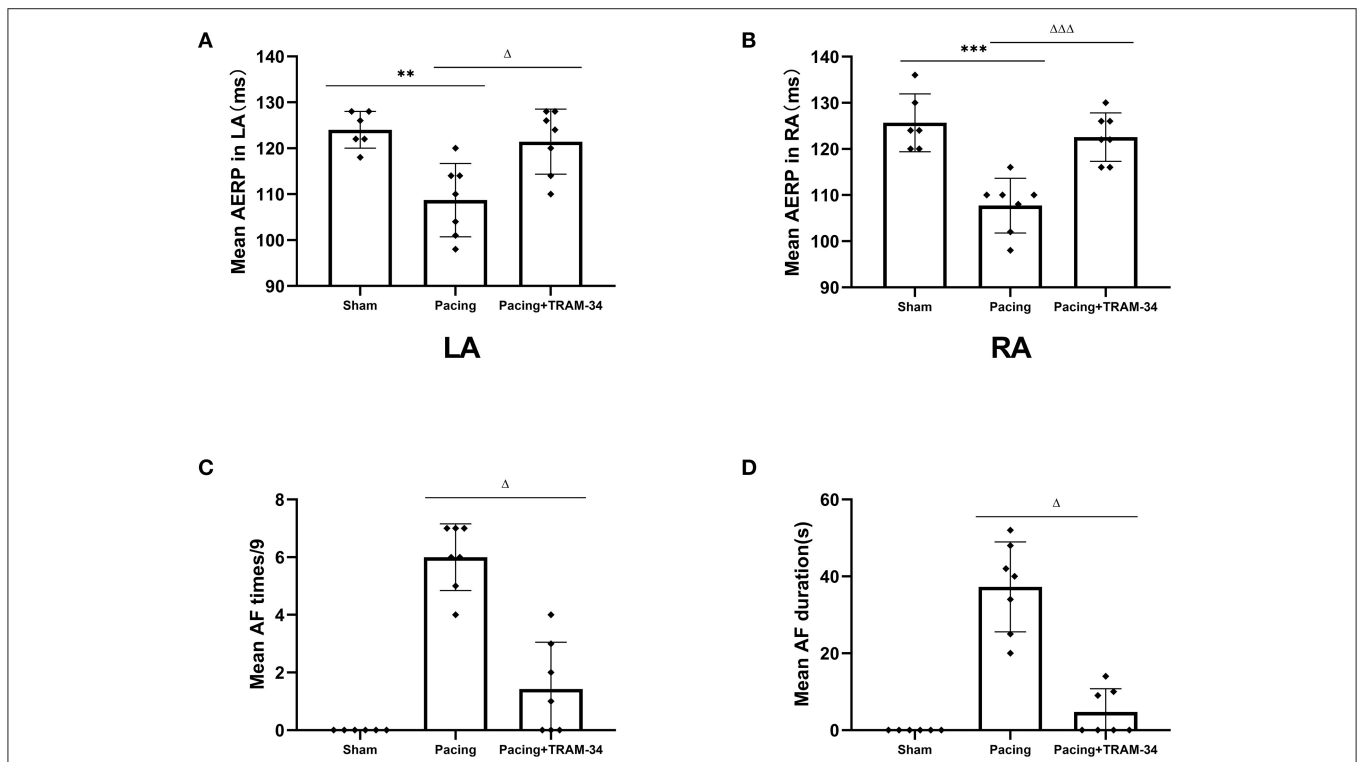 A
Mean AERP in LA(ms)
140
130
120
110
100
90
**
Δ
Sham
Pacing
Pacing+TRAM-34
LA
B
Mean AERP in RA(ms)
140
130
120
110
100
90
***
ΔΔΔ
Sham
Pacing
Pacing+TRAM-34
RA
C
Mean AF times/9
8
6
4
2
0
Δ
Sham
Pacing
Pacing+TRAM-34
D
Mean AF duration(s)
60
40
20
0
Δ
Sham
Pacing
Pacing+TRAM-34